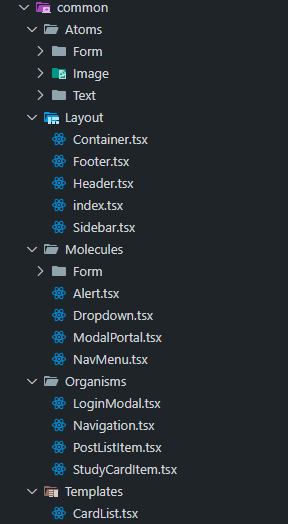 common
Atoms
Form
Image
Text
Layout
Container.tsx
Footer.tsx
Header.tsx
index.tsx
Sidebar.tsx
Molecules
Form
Alert.tsx
Dropdown.tsx
ModalPortal.tsx
NavMenu.tsx
Organisms
LoginModal.tsx
Navigation.tsx
PostListItem.tsx
StudyCardItem.tsx
Templates
CardList.tsx